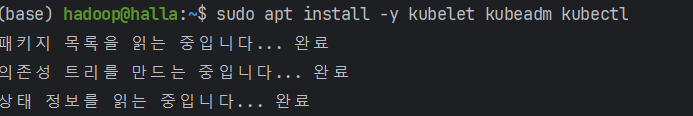 (base) hadoop@halla:~$ sudo apt install -y kubelet kubeadm kubectl
패키지 목록을 읽는 중입니다... 완료
의존성 트리를 만드는 중입니다... 완료
상태 정보를 읽는 중입니다... 완료